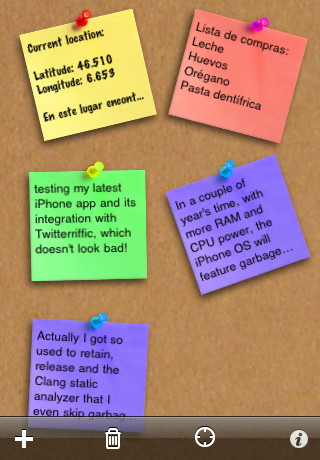 Current location:
Latitude: 46.510
Longitude: 6.653
En este lugar encont...
Lista de compras:
Leche
Huevos
Orégano
Pasta dentífrica
testing my latest
iPhone app and its
integration with
Twitterriffic, which
doesn't look bad!
In a couple of
year's time, with
more RAM and
CPU power, the
iPhone OS will
feature garbage...
Actually I got so
used to retain,
release and the
Clang static
analyzer that I
even skip garbag...